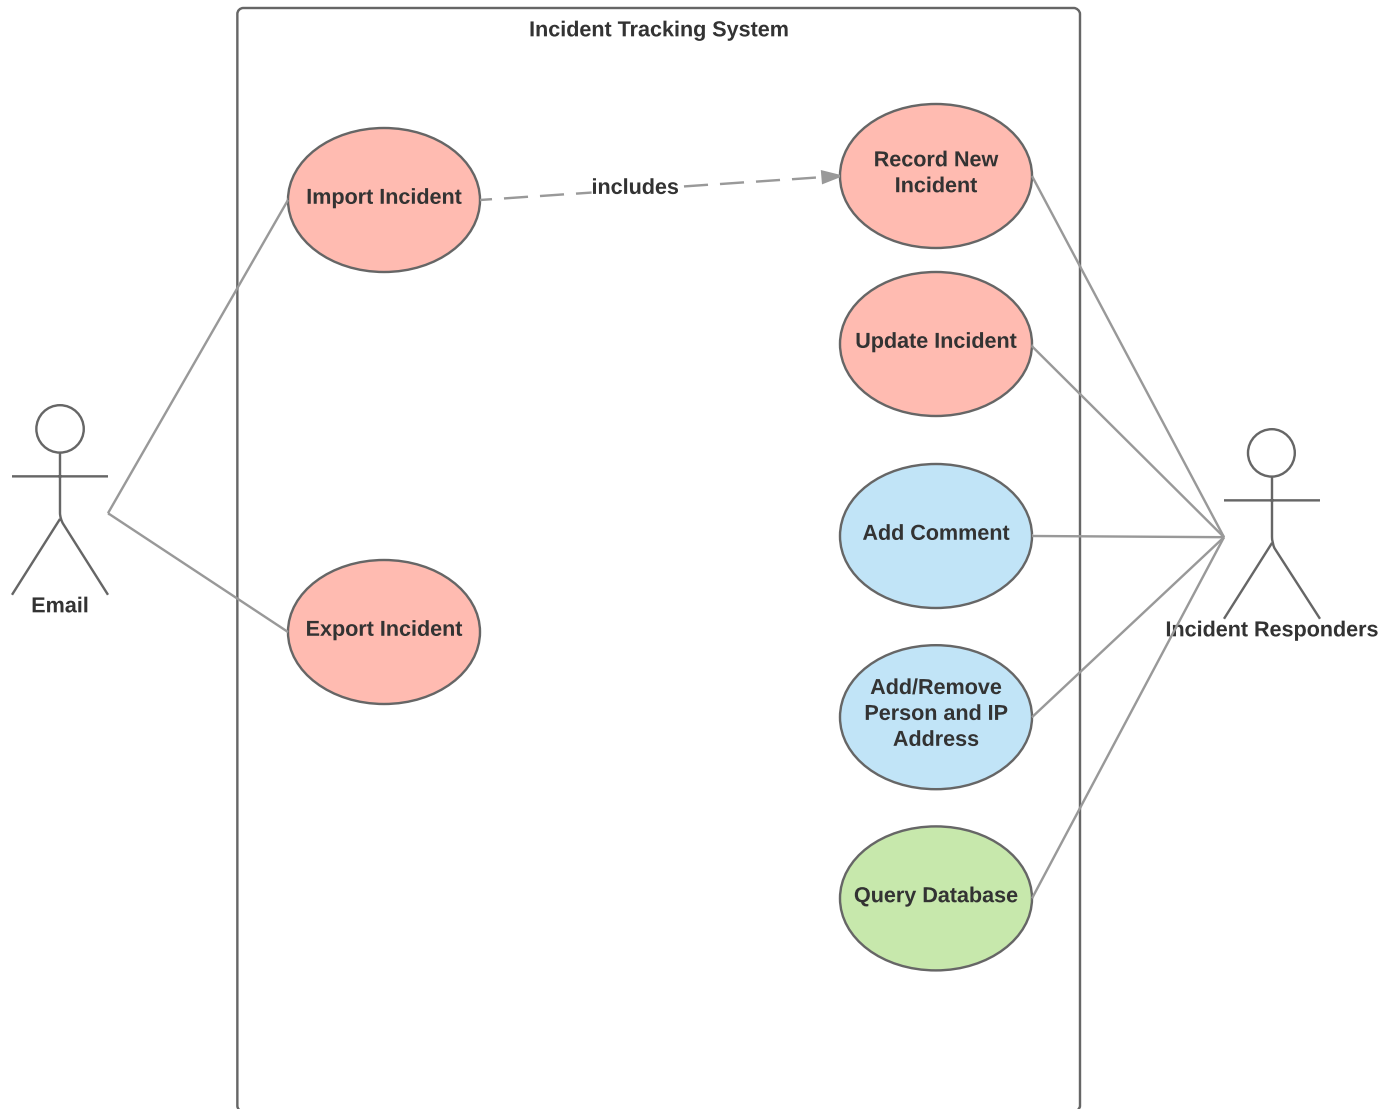 Incident Tracking System
Import Incident
includes
Record New
Incident
Update Incident
Add Comment
Email
Export Incident
Incident Responders
Add/Remove
Person and IP
Address
Query Database